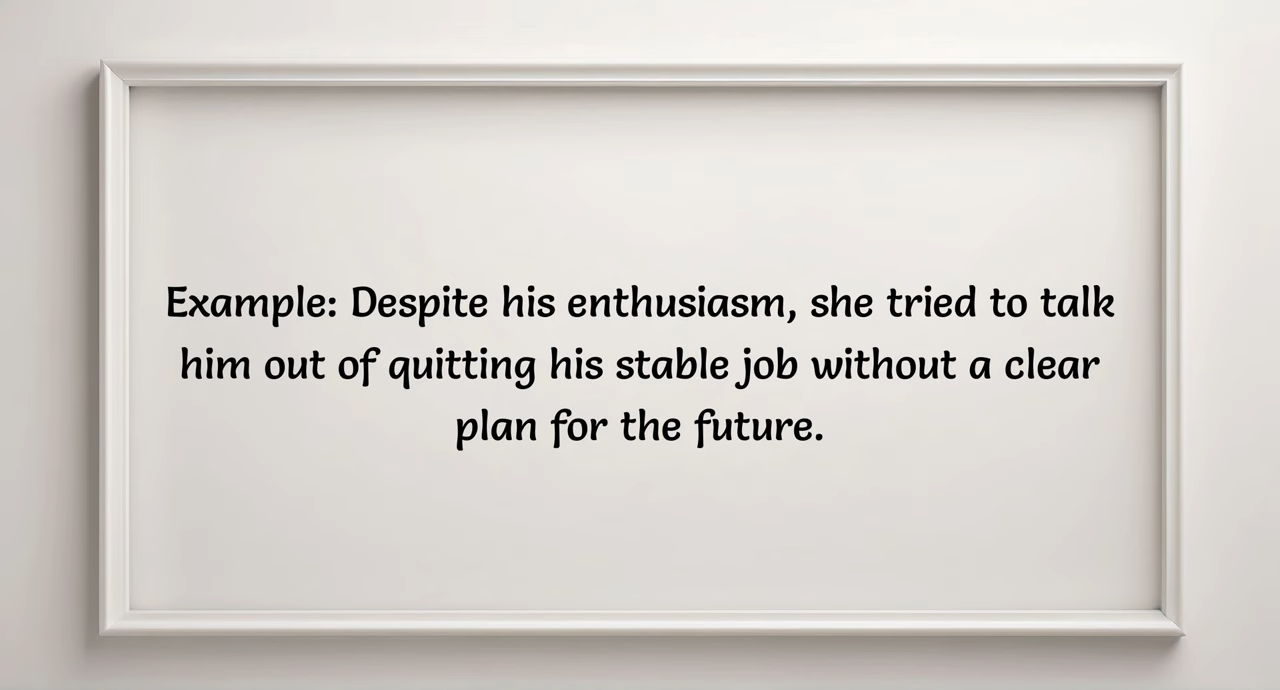 Example: Despite his enthusiasm, she tried to talk
him out of quitting his stable job without a clear
plan for the future.